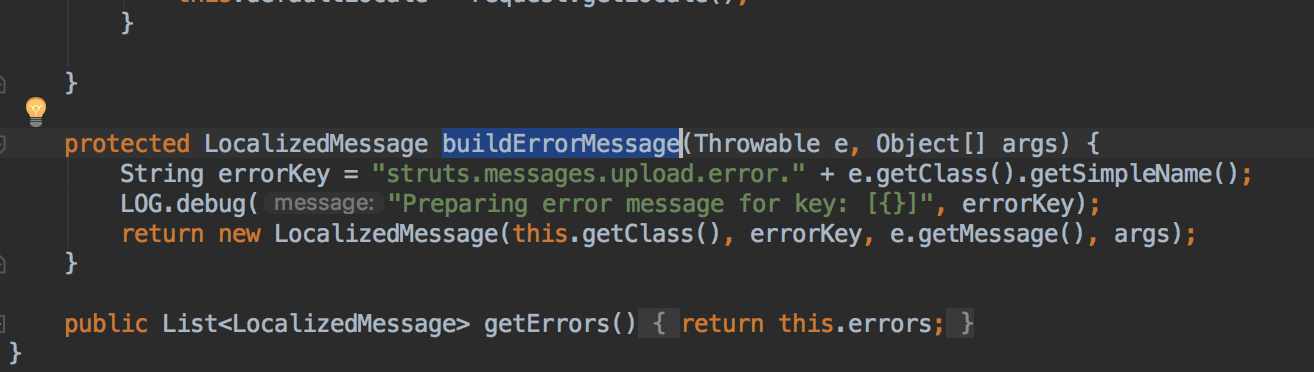 this.defaultLocale = request.getLocale();
}
}
protected LocalizedMessage buildErrorMessage(Throwable e, Object[] args) {
String errorKey = "struts.messages.upload.error." + e.getClass().getSimpleName();
LOG.debug( message: "Preparing error message for key: [{}]", errorKey);
return new LocalizedMessage(this.getClass(), errorKey, e.getMessage(), args);
}
public List<LocalizedMessage> getErrors() { return this.errors; }
}